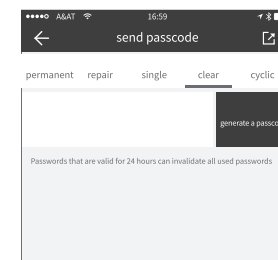 A&AT 16:59
send passcode
permanent repair single clear cyclic
generate a passco
Passwords that are valid for 24 hours can invalidate all used passwords